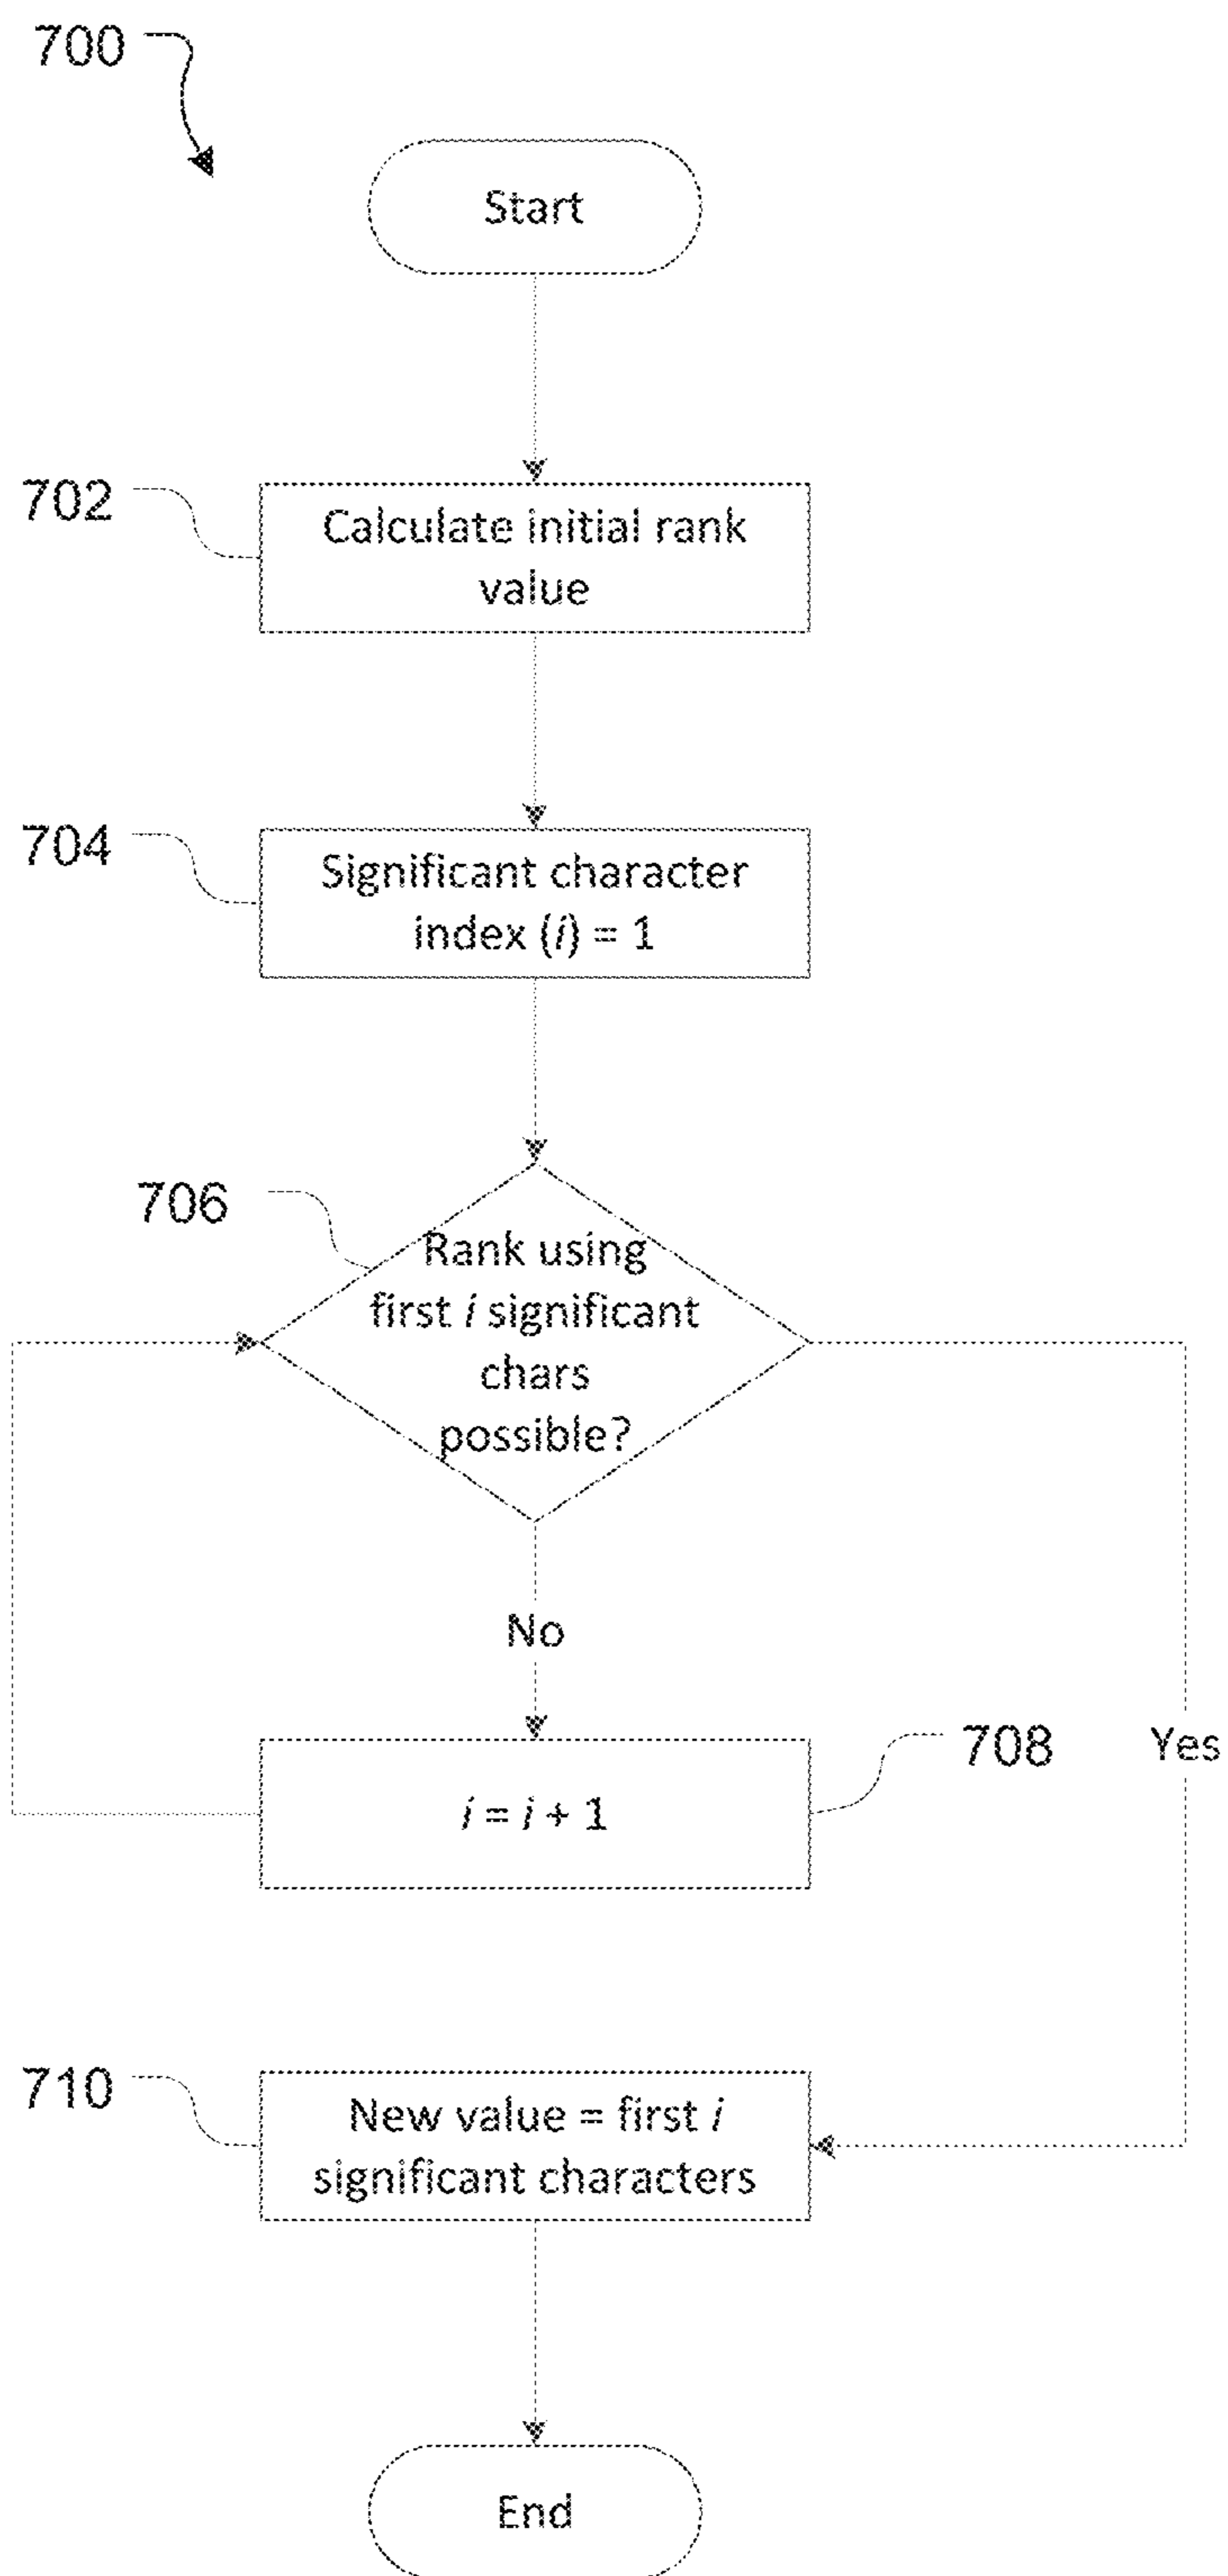 700
Start
702
Calculate initial rank
value
704
Significant character
index (i) = 1
706
Rank using
first i significant
chars
possible?
No
708
Yes
i = i + 1
710
New value = first i
significant characters
End